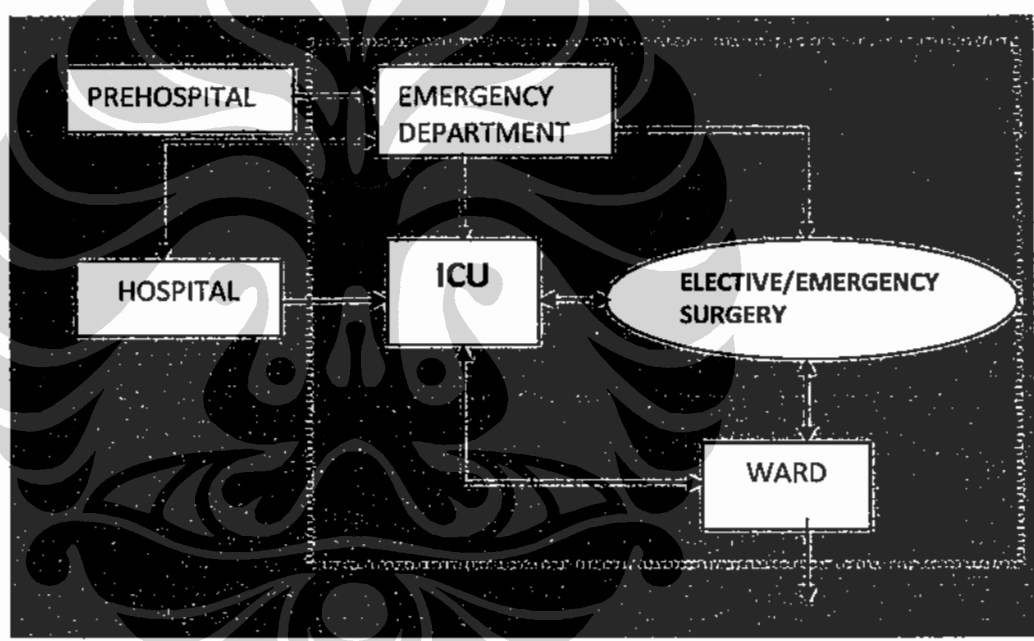 PREHOSPITAL
EMERGENCY
DEPARTMENT
HOSPITAL
ICU
ELECTIVE/EMERGENCY
SURGERY
WARD